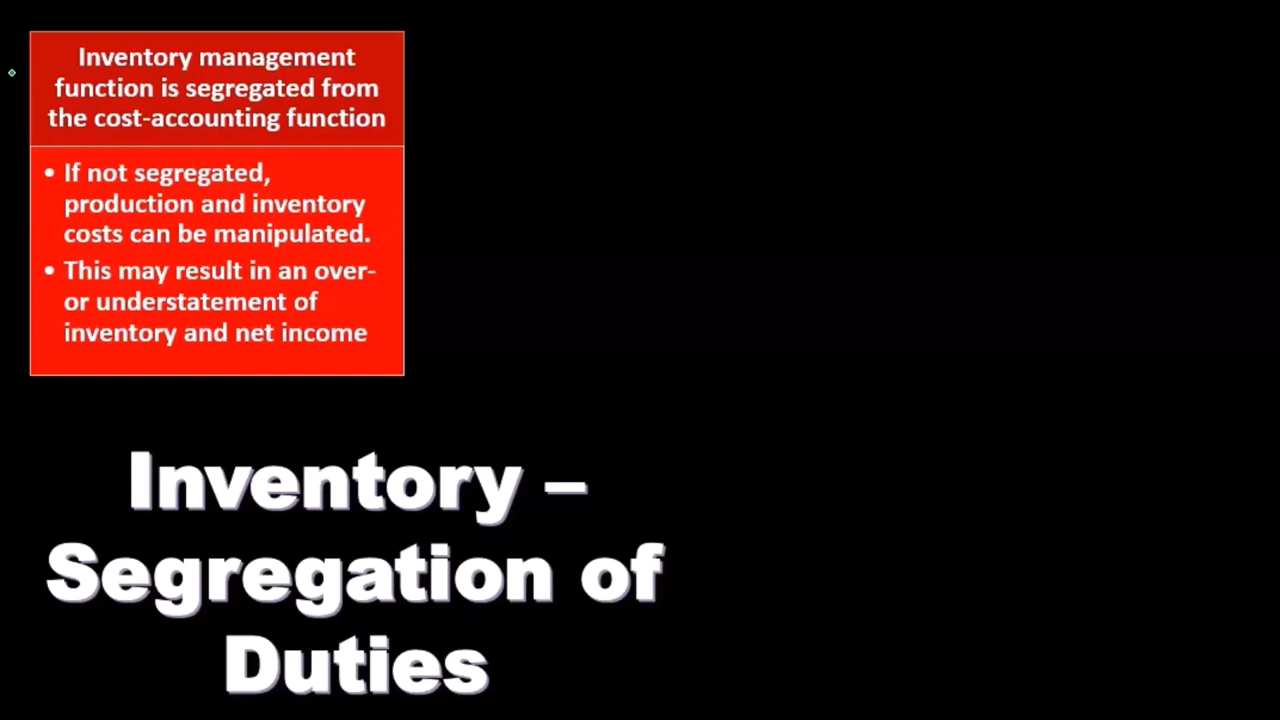 Inventory management
function is segregated from
the cost-accounting function
• If not segregated,
production and inventory
costs can be manipulated.
• This may result in an over-
or understatement of
inventory and net income
Inventory –
Segregation of
Duties